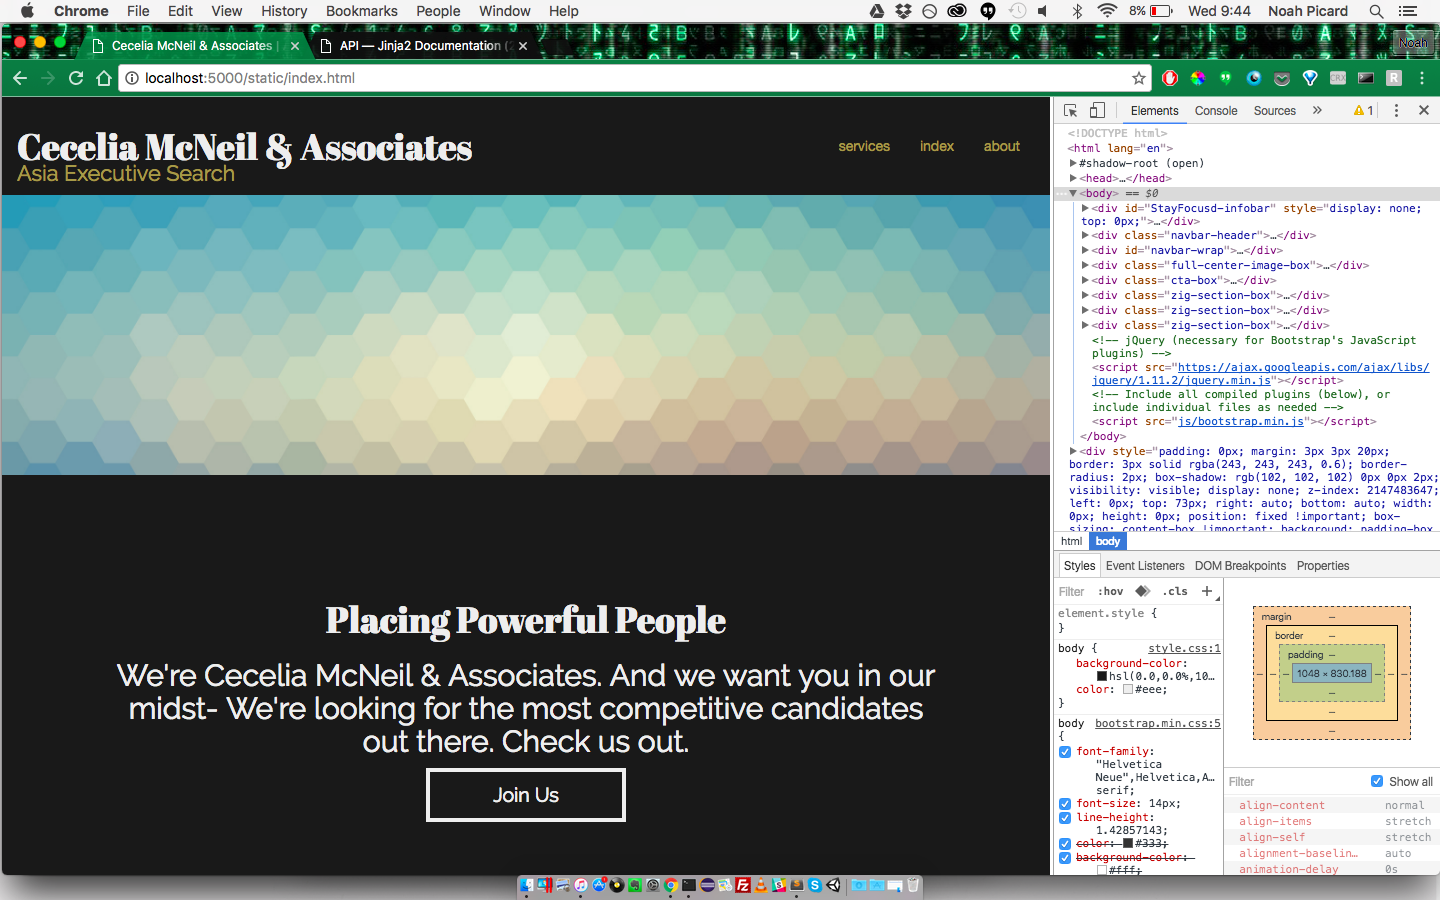 Chrome File Edit View History Bookmarks People Window Help 8% Wed 9:44 Noah Picard
Cecelia McNeil & Associates | API — Jinja2 Documentation ( Noah
localhost:5000/static/index.html
Cecelia McNeil & Associates
Asia Executive Search
services index about
Placing Powerful People
We're Cecelia McNeil & Associates. And we want you in our
midst- We're looking for the most competitive candidates
out there. Check us out.
Join Us
Elements Console Sources » 1
<!DOCTYPE html>
<html lang="en">
#shadow-root (open)
<head>…</head>
<body> == $0
<div id="StayFocusd-infobar" style="display: none;
top: 0px;">…</div>
<div class="navbar-header">…</div>
<div id="navbar-wrap">…</div>
<div class="full-center-image-box">…</div>
<div class="cta-box">…</div>
<div class="zig-section-box">…</div>
<div class="zig-section-box">…</div>
<div class="zig-section-box">…</div>
<!-- jQuery (necessary for Bootstrap's JavaScript
plugins) -->
<script src="https://ajax.googleapis.com/ajax/libs/
jquery/1.11.2/jquery.min.js"></script>
<!-- Include all compiled plugins (below), or
include individual files as needed -->
<script src="js/bootstrap.min.js"></script>
</body>
<div style="padding: 0px; margin: 3px 3px 20px;
border: 3px solid rgba(243, 243, 243, 0.6); border-
radius: 2px; box-shadow: rgb(102, 102, 102) 0px 0px 2px;
visibility: visible; display: none; z-index: 2147483647;
left: 0px; top: 73px; right: auto; bottom: auto; width:
0px; height: 0px; position: fixed !important; box-
sizing: content-box !important; background: padding-box
html body
Styles Event Listeners DOM Breakpoints Properties
Filter :hov .cls +
element.style {
}
body { style.css:1
background-color:
hsl(0.0,0.0%,10…
color: #eee;
}
body bootstrap.min.css:5
{
font-family:
"Helvetica
Neue",Helvetica,A…
serif;
font-size: 14px;
line-height:
1.42857143;
color: #333;
background-color:
#fff;
margin –
border –
padding –
– – – 1048 × 830.188 – – –
–
–
–
Filter Show all
align-content normal
align-items stretch
align-self stretch
alignment-baselin… auto
animation-delay 0s